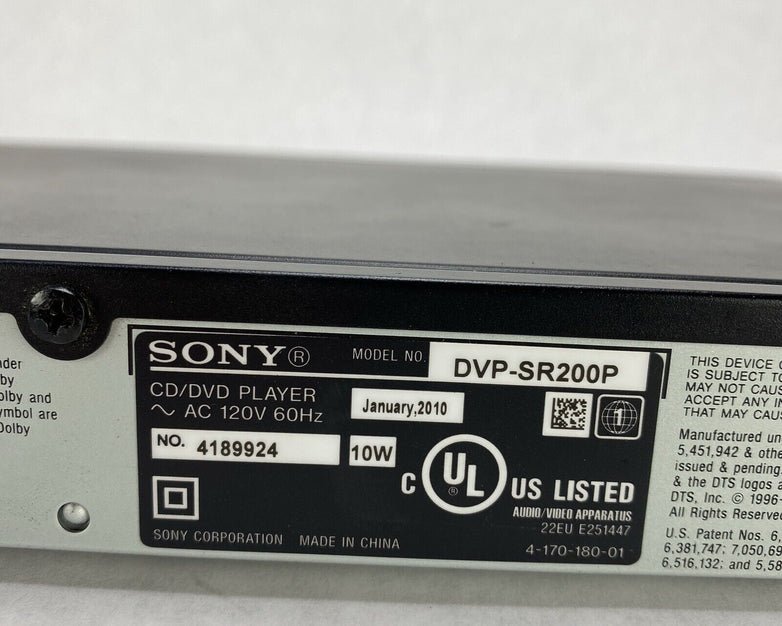 ader
by
olby and
ymbol are
Dolby
SONY®
MODEL NO.
DVP-SR200P
CD/DVD PLAYER
～ AC 120V 60Hz
January,2010
NO. 4189924
10W
1
C UL® US LISTED
AUDIO/VIDEO APPARATUS
22EU E251447
SONY CORPORATION MADE IN CHINA
4-170-180-01
THIS DEVICE
IS SUBJECT TO
MAY NOT CAUS
ACCEPT ANY IN
THAT MAY CAUS
Manufactured un
5,451,942 & othe
issued & pending.
& the DTS logos a
DTS, Inc. © 1996-
All Rights Reserve
U.S. Patent Nos. 6,
6,381,747; 7,050,69
6,516,132; and 5,58